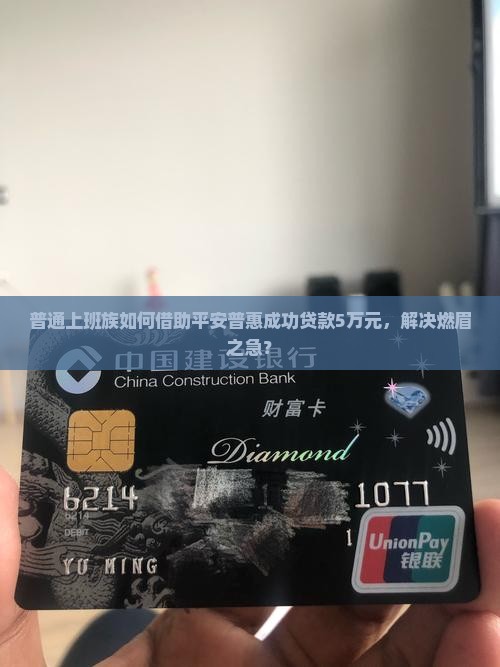 普通上班族如何借助平安普惠成功贷款5万元，解决燃眉
之急？
中国建设银行
China Construction Bank
财富卡
Diamond
6214 1077
6214
DEBIT
1
YU MING
UnionPay
银联